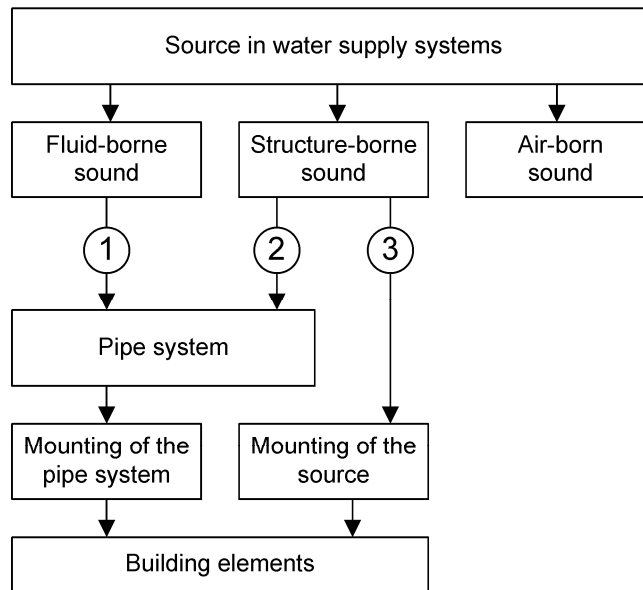 Source in water supply systems
Fluid-borne
sound
Structure-borne
sound
Air-born
sound
1
2
3
Pipe system
Mounting of the
pipe system
Mounting of the
source
Building elements